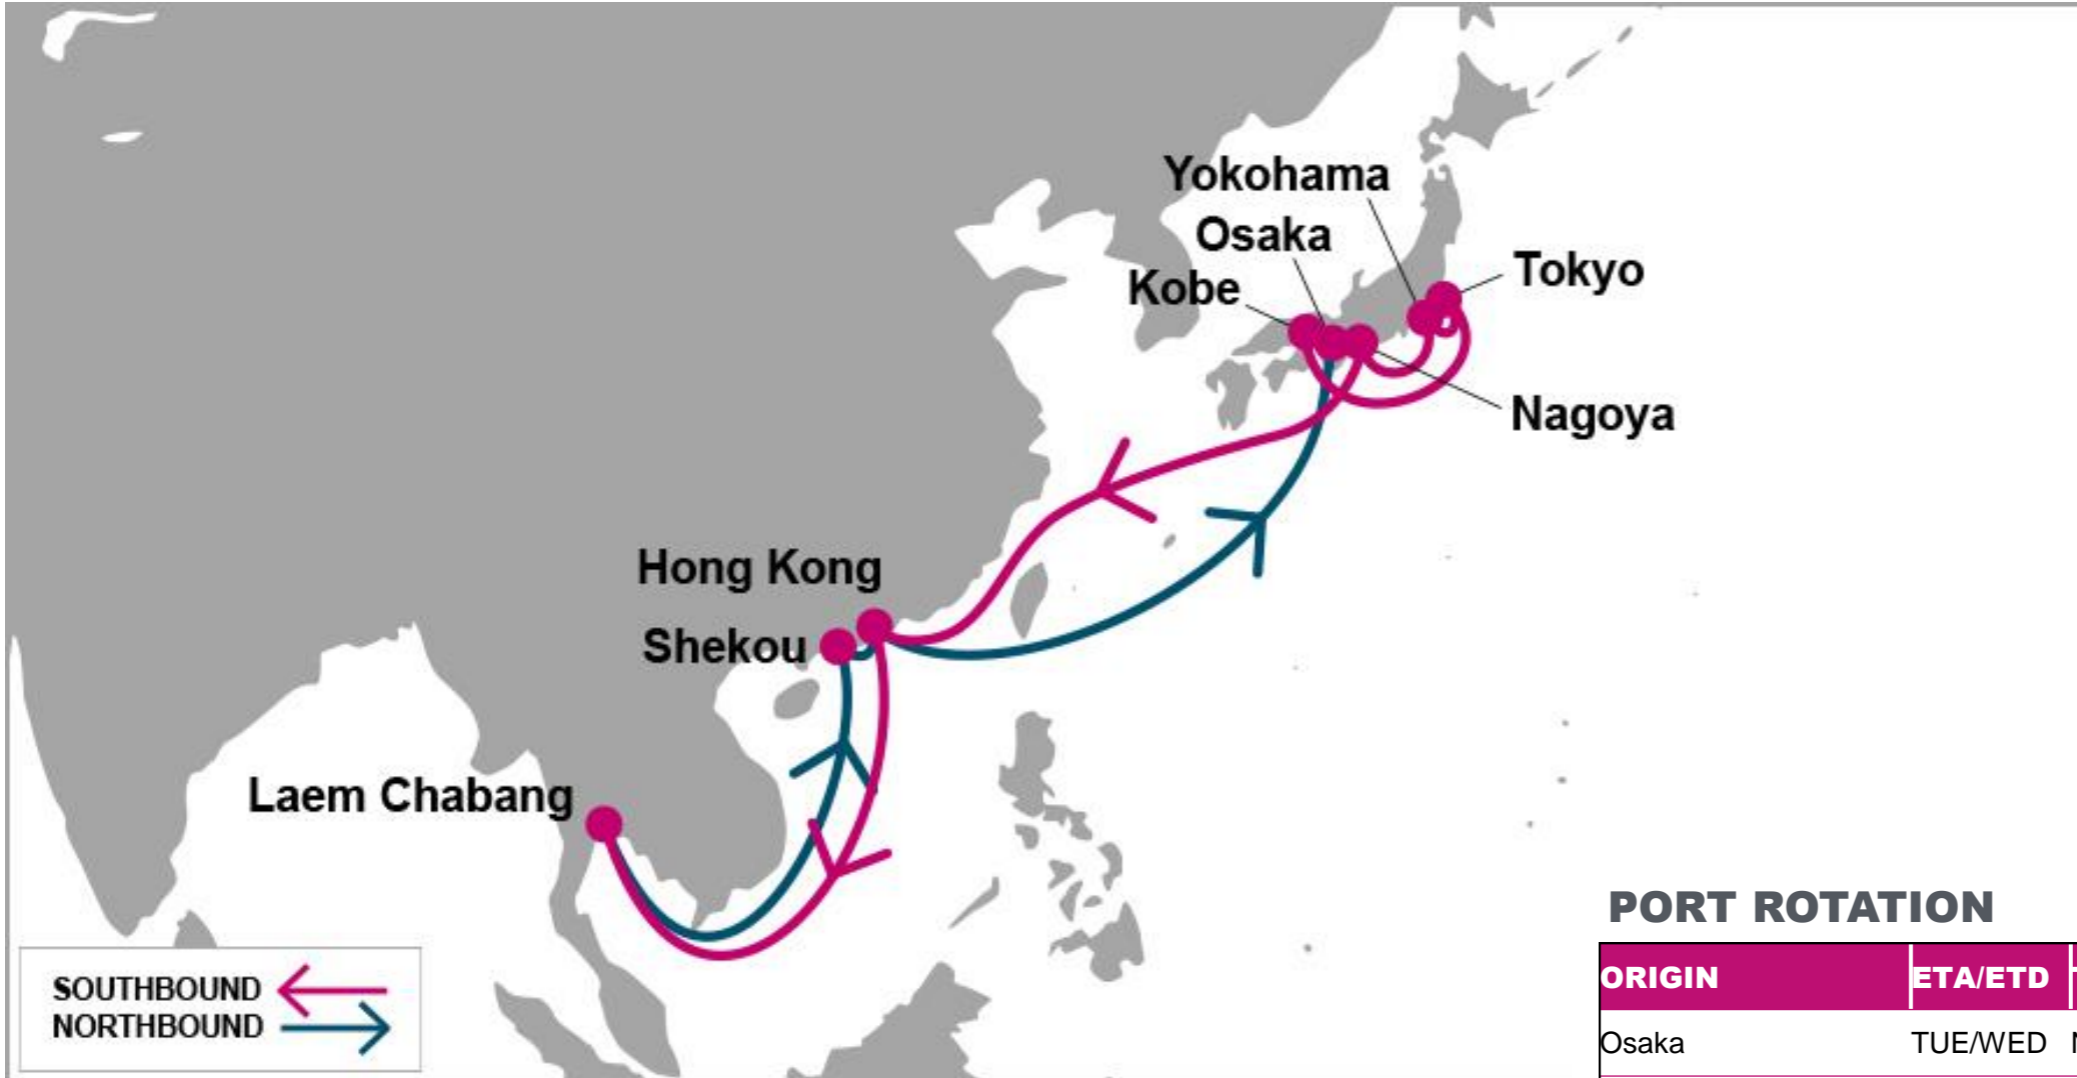 Yokohama
Osaka
Tokyo
Kobe
Nagoya
Hong Kong
Shekou
Laem Chabang
SOUTHBOUND
NORTHBOUND
PORT ROTATION
ORIGIN ETA/ETD
Osaka TUE/WED